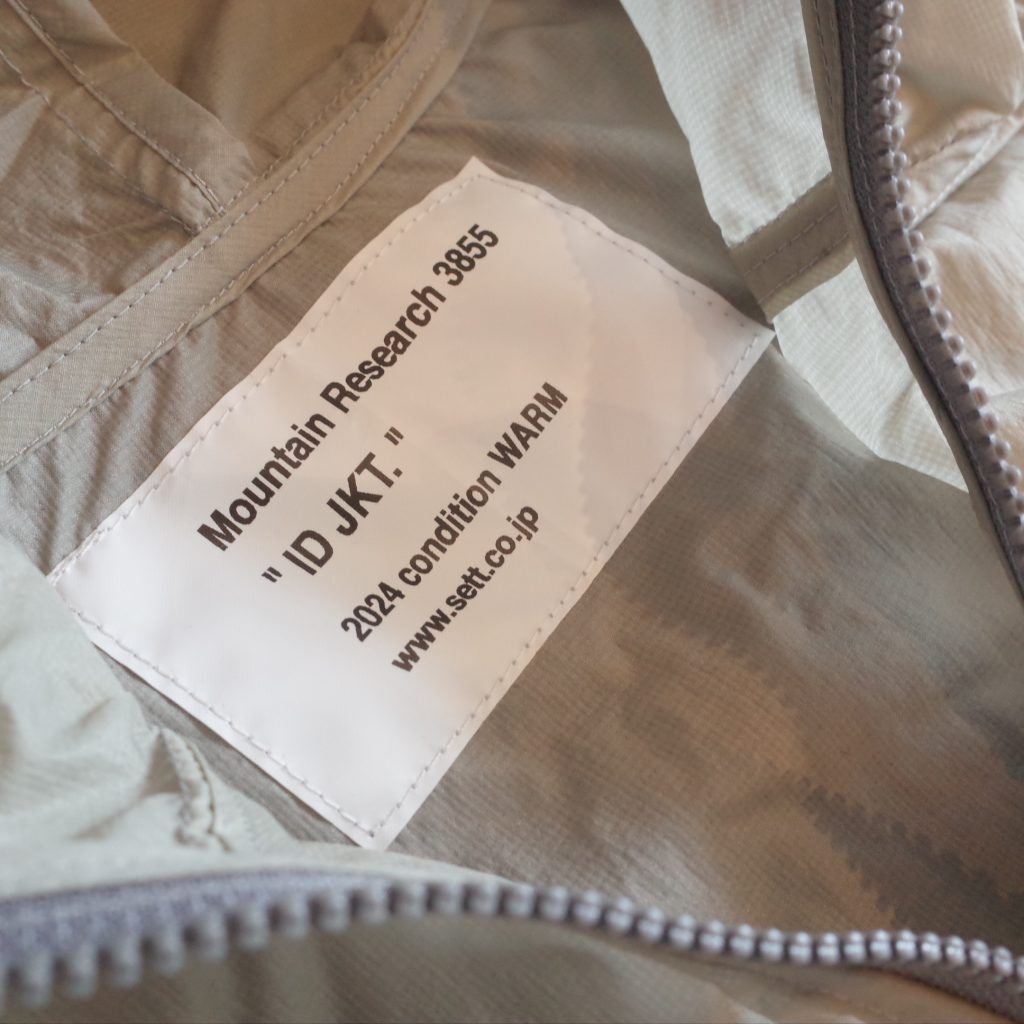 Mountain Research 3855
" ID JKT. "
2024 condition WARM
www.sett.co.jp